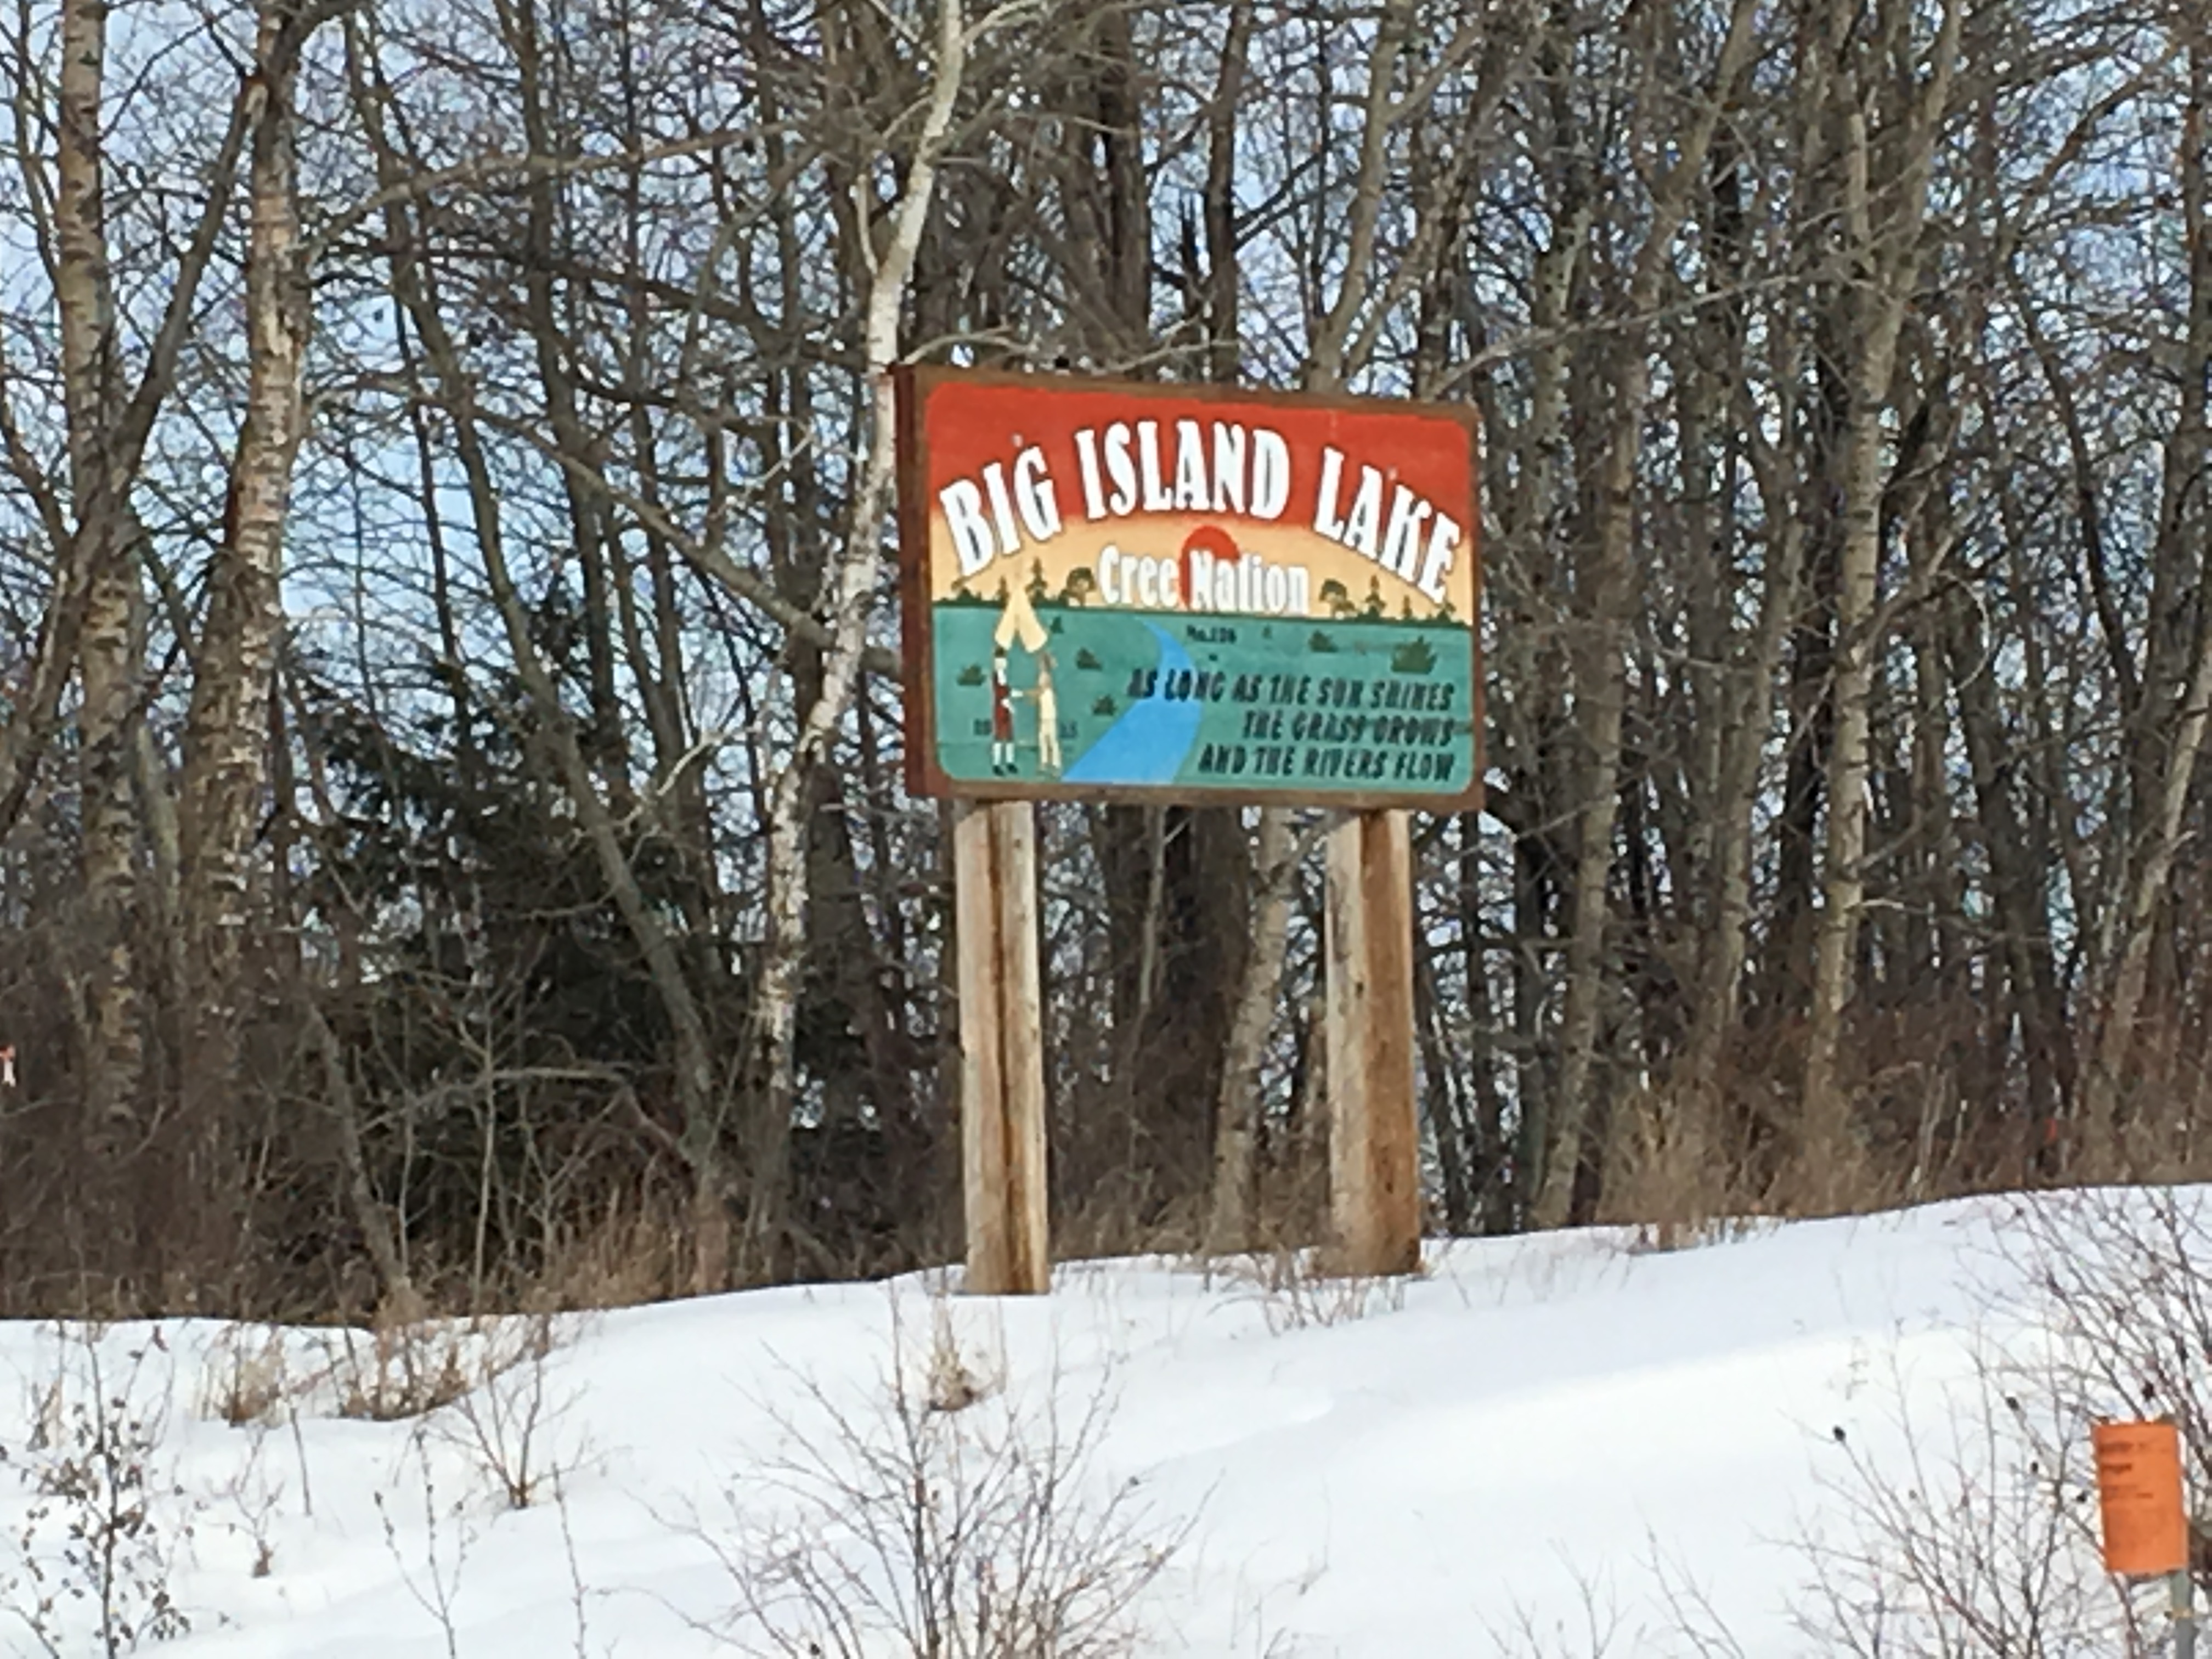 BIG ISLAND LAKE
Cree Nation
AS LONG AS THE SUN SHINES
THE GRASS GROWS
AND THE RIVERS FLOW